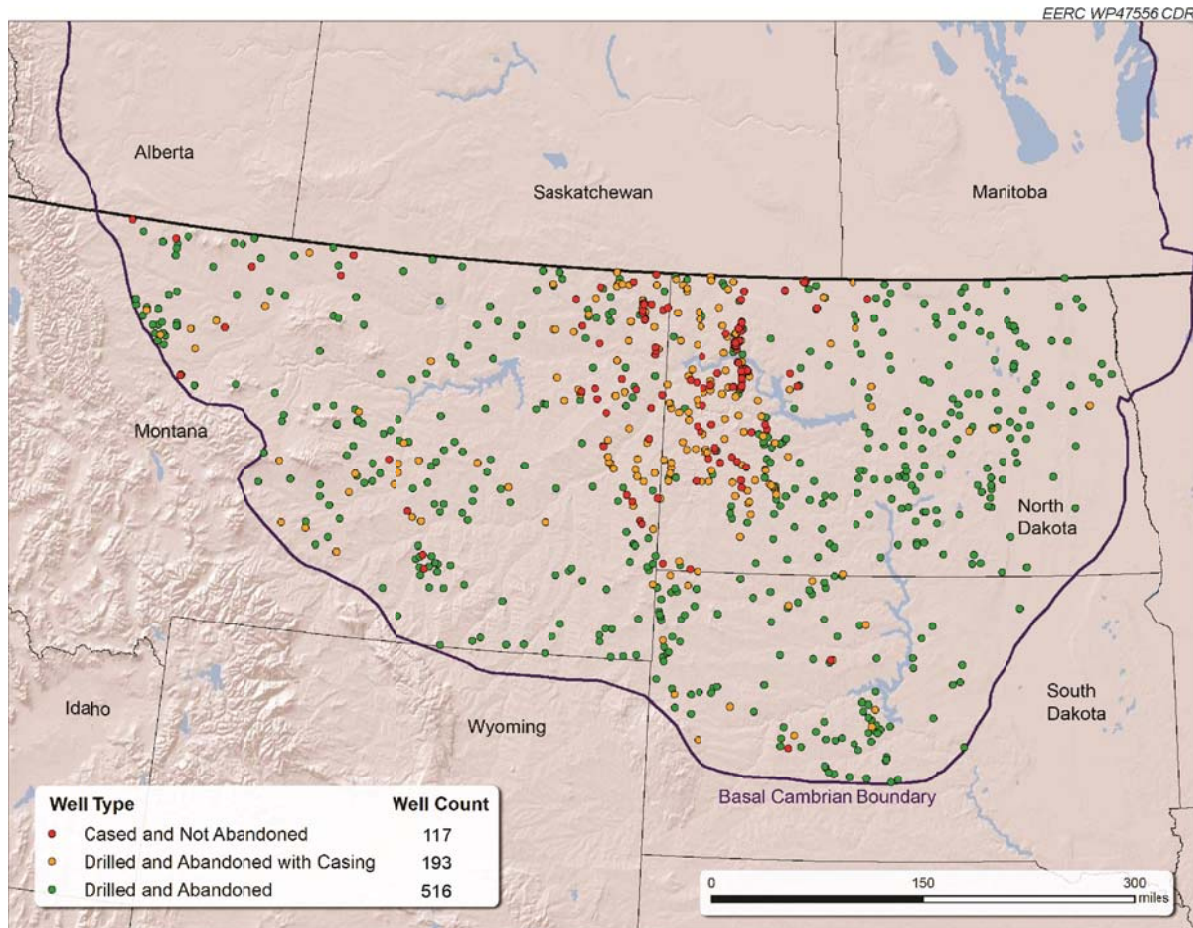 EERC WP47556 CDR
Alberta
Saskatchewan
Manitoba
Montana
North
Dakota
South
Dakota
Idaho
Wyoming
Basal Cambrian Boundary
Well Type Well Count
Cased and Not Abandoned 117
Drilled and Abandoned with Casing 193
Drilled and Abandoned 516
0 150 300
miles